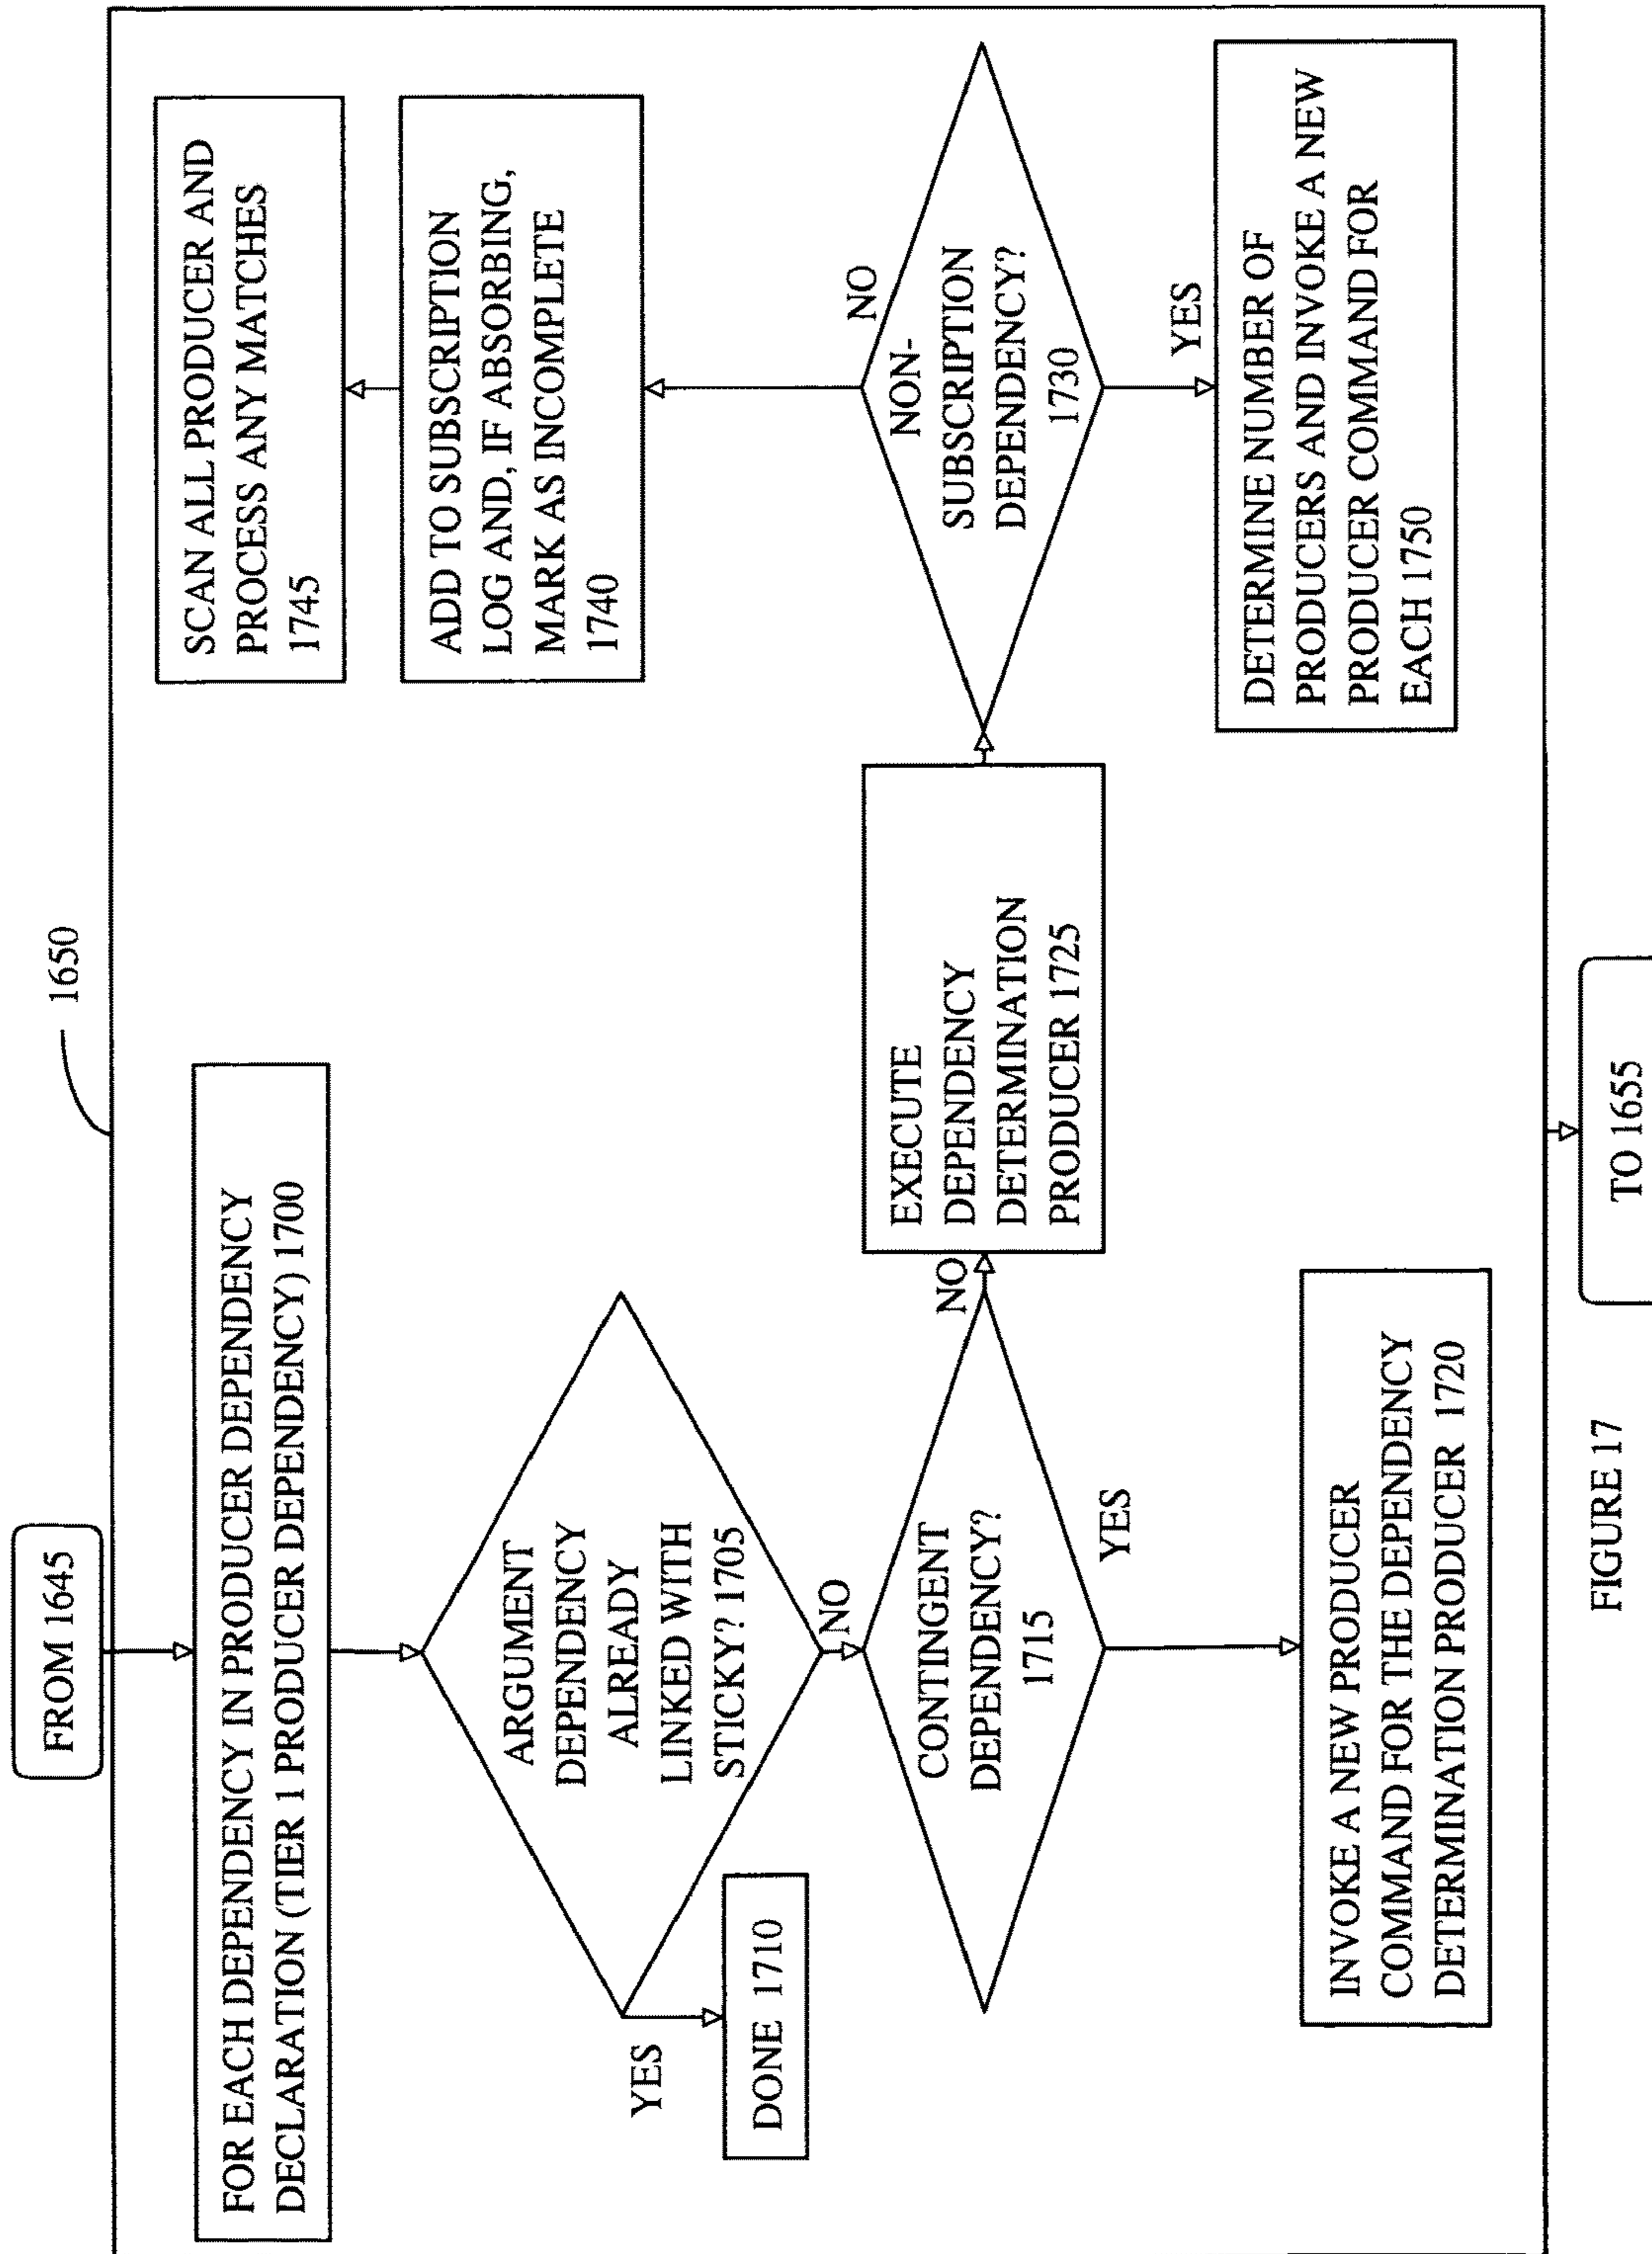 FROM 1645
1650
FOR EACH DEPENDENCY IN PRODUCER DEPENDENCY
DECLARATION (TIER 1 PRODUCER DEPENDENCY) 1700
ARGUMENT
DEPENDENCY
ALREADY
LINKED WITH
STICKY? 1705
YES
DONE 1710
NO
CONTINGENT
DEPENDENCY?
1715
YES
INVOKE A NEW PRODUCER
COMMAND FOR THE DEPENDENCY
DETERMINATION PRODUCER 1720
NO
EXECUTE
DEPENDENCY
DETERMINATION
PRODUCER 1725
NON-
SUBSCRIPTION
DEPENDENCY?
1730
NO
ADD TO SUBSCRIPTION
LOG AND, IF ABSORBING,
MARK AS INCOMPLETE
1740
SCAN ALL PRODUCER AND
PROCESS ANY MATCHES
1745
YES
DETERMINE NUMBER OF
PRODUCERS AND INVOKE A NEW
PRODUCER COMMAND FOR
EACH 1750
TO 1655
FIGURE 17